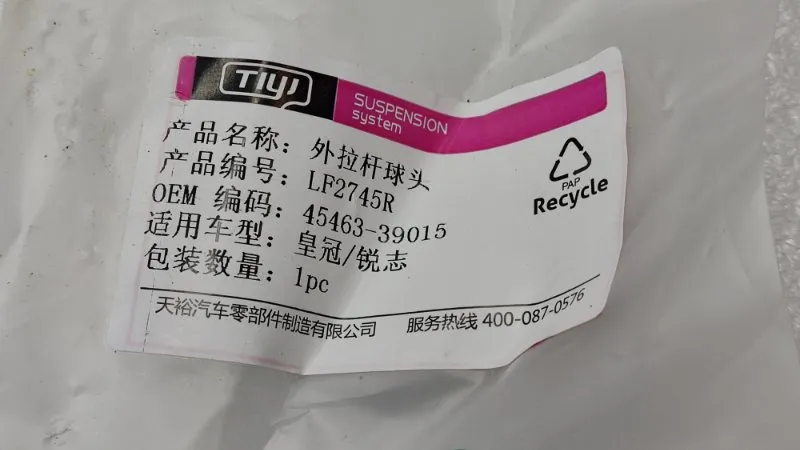 TIYI
SUSPENSION
system
产品名称：外拉杆球头
产品编号：LF2745R
OEM 编码：45463-39015
适用车型：皇冠/锐志
包装数量：1pc
PAP
Recycle
天裕汽车零部件制造有限公司 服务热线 400-087-0576